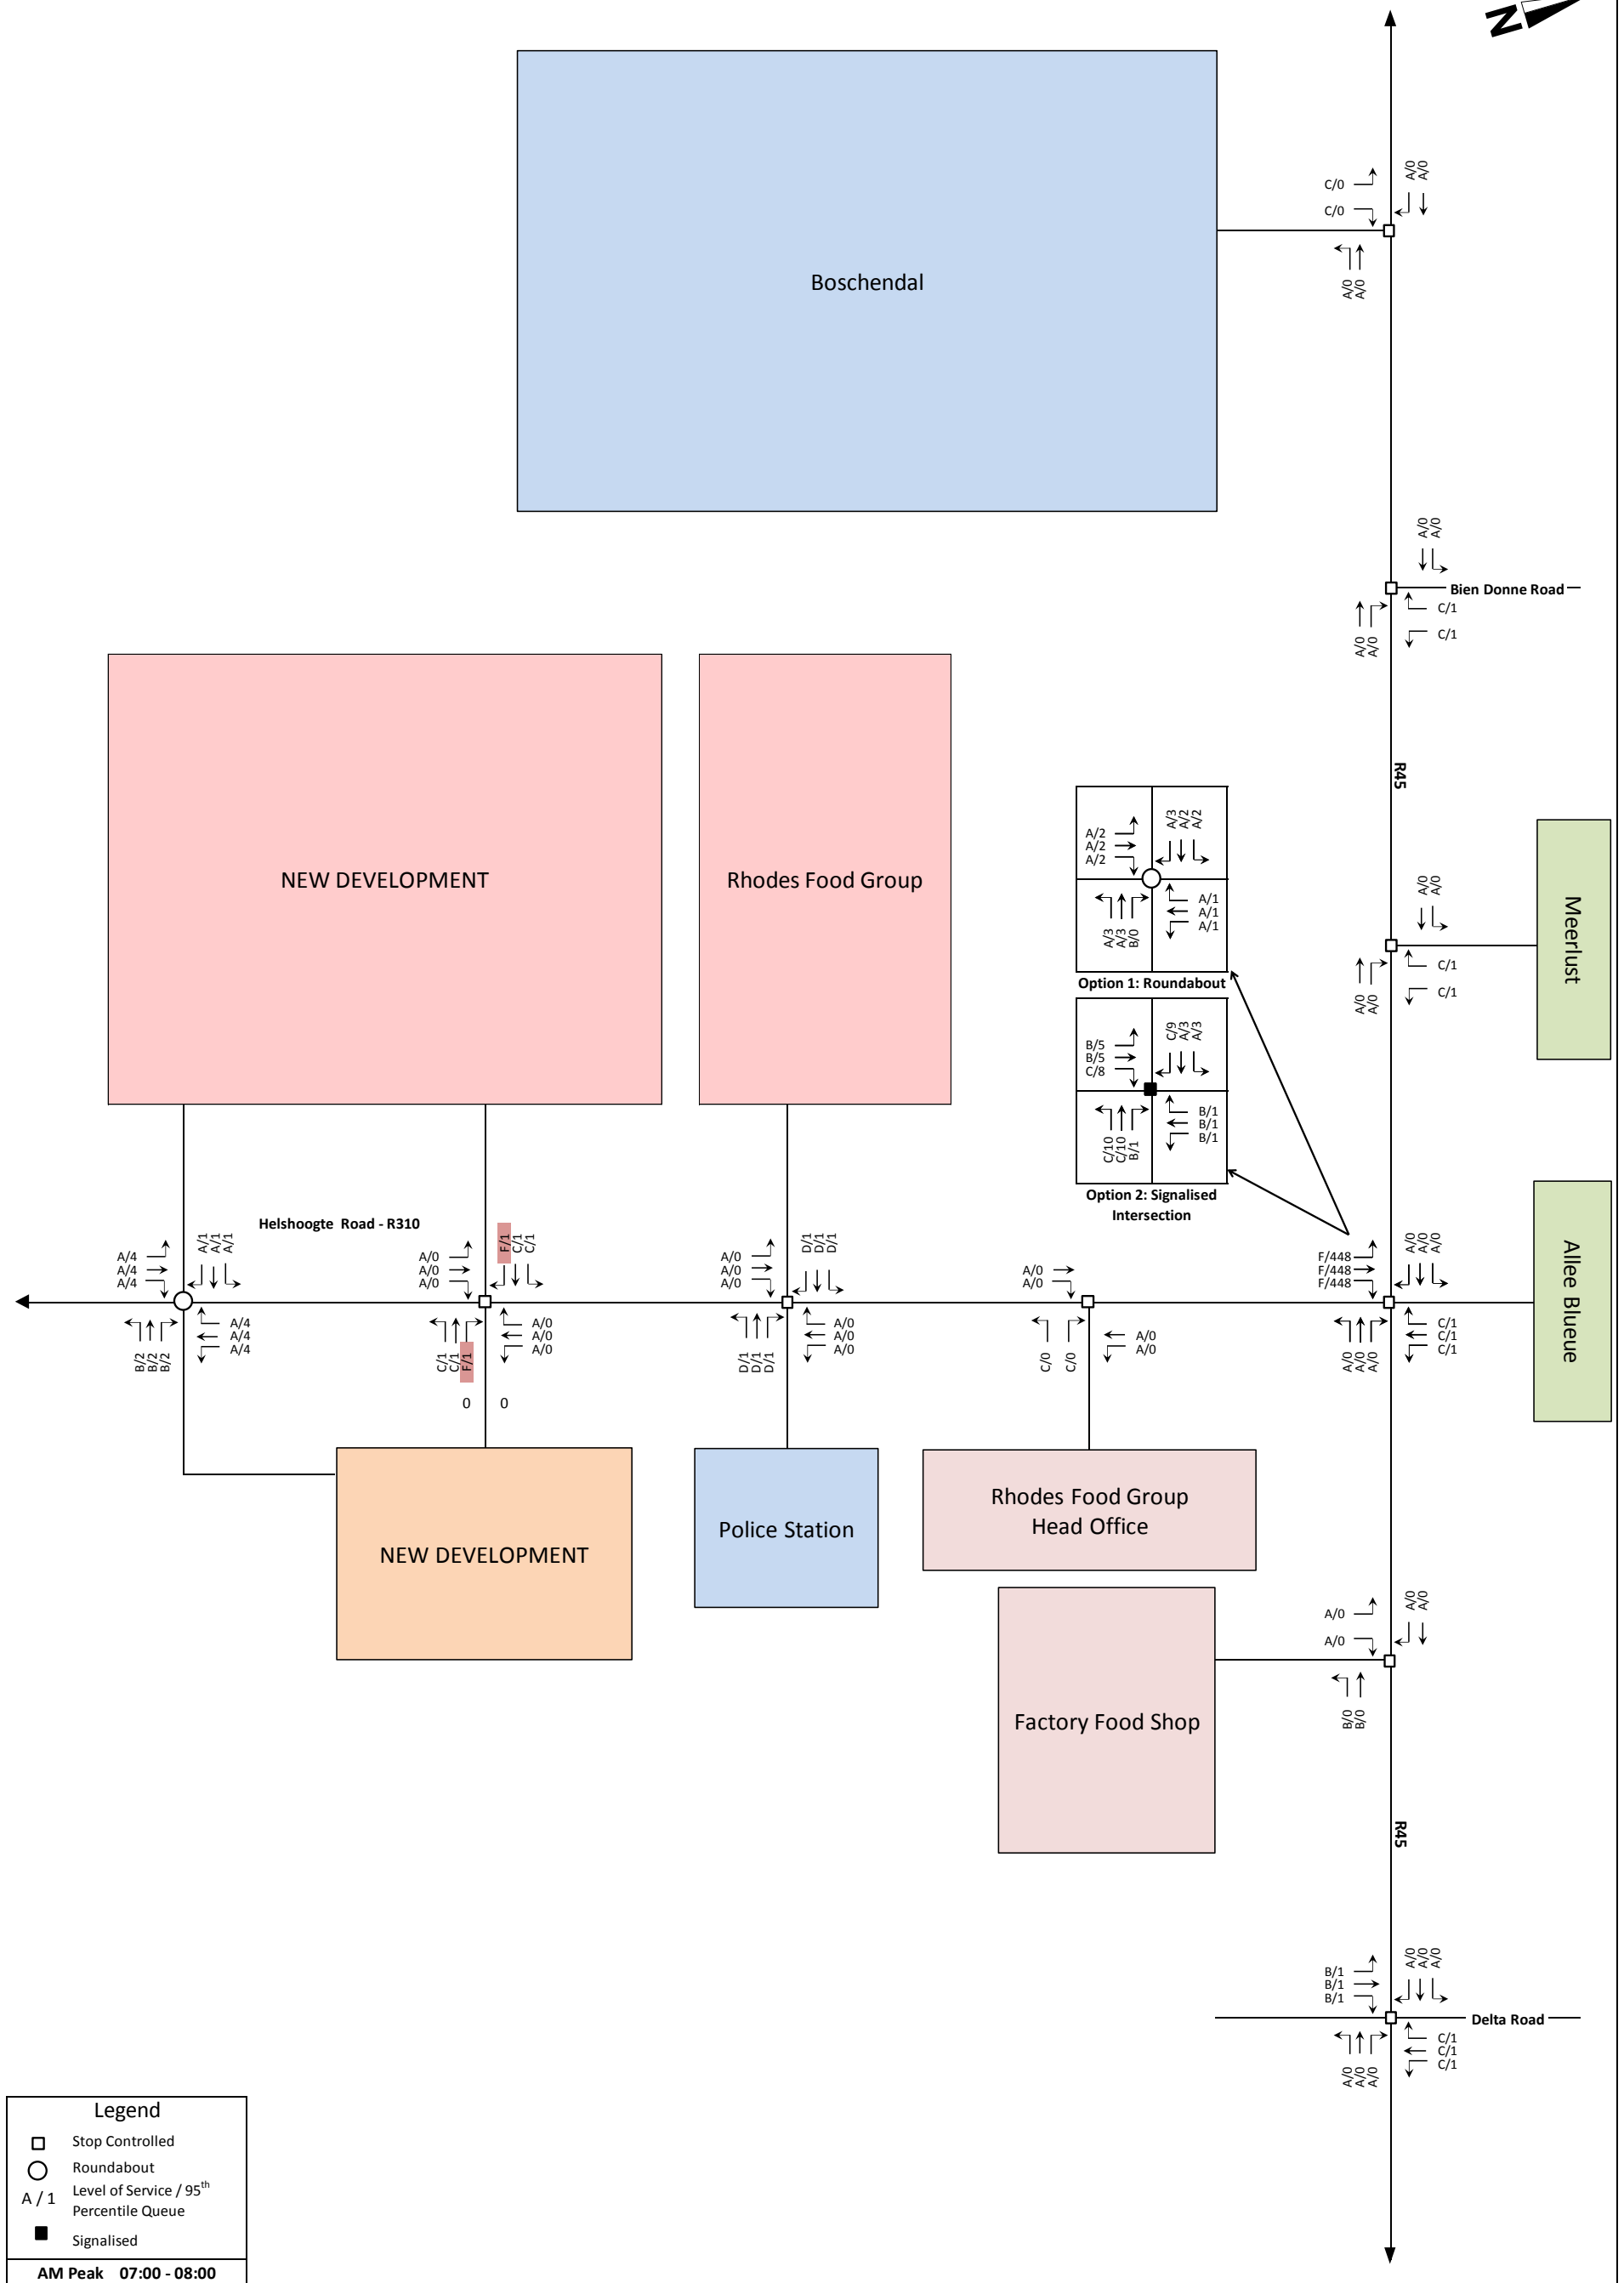 N
Boschendal
C/0
C/0
A/0
A/0
A/0
A/0
A/0
A/0
Bien Donne Road
C/1
C/1
A/0
A/0
R45
NEW DEVELOPMENT
Rhodes Food Group
A/2
A/2
A/2
A/3
A/2
A/2
A/3
A/3
B/0
A/1
A/1
A/1
Option 1: Roundabout
B/5
B/5
C/8
C/9
A/3
A/3
C/10
C/10
B/1
B/1
B/1
B/1
Option 2: Signalised
Intersection
A/0
A/0
C/1
C/1
A/0
A/0
Meerlust
Helshoogte Road - R310
A/4
A/4
A/4
A/1
A/1
A/1
B/2
B/2
B/2
A/4
A/4
A/4
A/0
A/0
A/0
F/1
C/1
C/1
C/1
C/1
F/1
A/0
A/0
A/0
0
0
A/0
A/0
A/0
D/1
D/1
D/1
D/1
D/1
D/1
A/0
A/0
A/0
A/0
A/0
C/0
C/0
A/0
A/0
F/448
F/448
F/448
A/0
A/0
A/0
A/0
A/0
A/0
C/1
C/1
C/1
Allee Blueue
NEW DEVELOPMENT
Police Station
Rhodes Food Group
Head Office
Factory Food Shop
A/0
A/0
A/0
A/0
B/0
B/0
R45
B/1
B/1
B/1
A/0
A/0
A/0
Delta Road
A/0
A/0
A/0
C/1
C/1
C/1
Legend
Stop Controlled
Roundabout
A / 1 Level of Service / 95th
Percentile Queue
Signalised
AM Peak 07:00 - 08:00